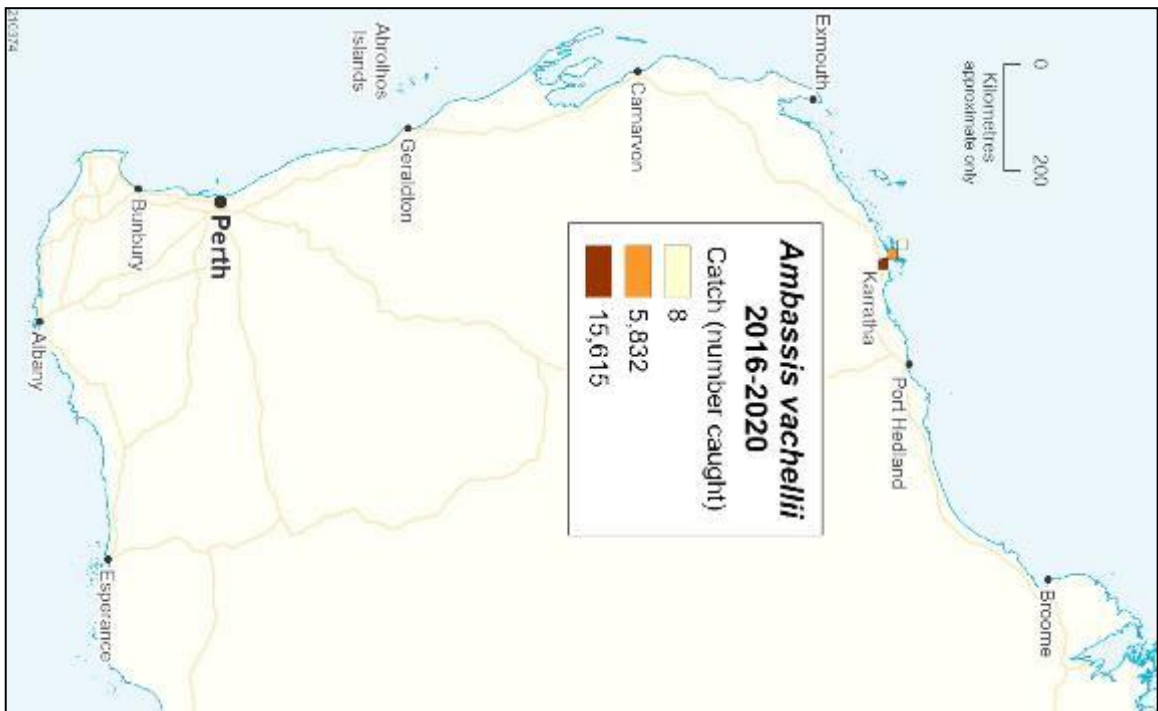 Exmouth
0
200
Kilometres
approximate only
Ambassis vachellii
2016-2020
Catch (number caught)
8
5,832
15,615
Broome
Port Hedland
Karratha
Carnarvon
Abrolhos
Islands
Geraldton
Perth
Bunbury
Albany
Esperance
210374